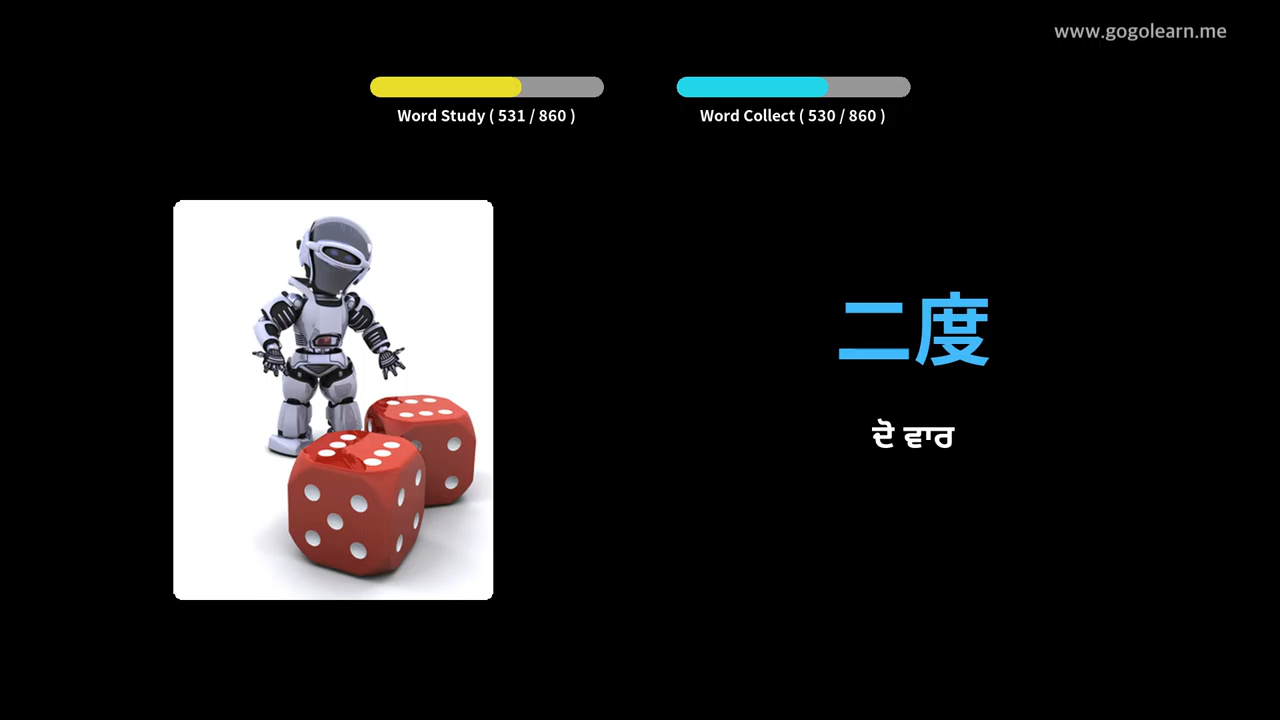 www.gogolearn.me
Word Study ( 531 / 860 )
Word Collect ( 530 / 860 )
二度
ਦੋ ਵਾਰ